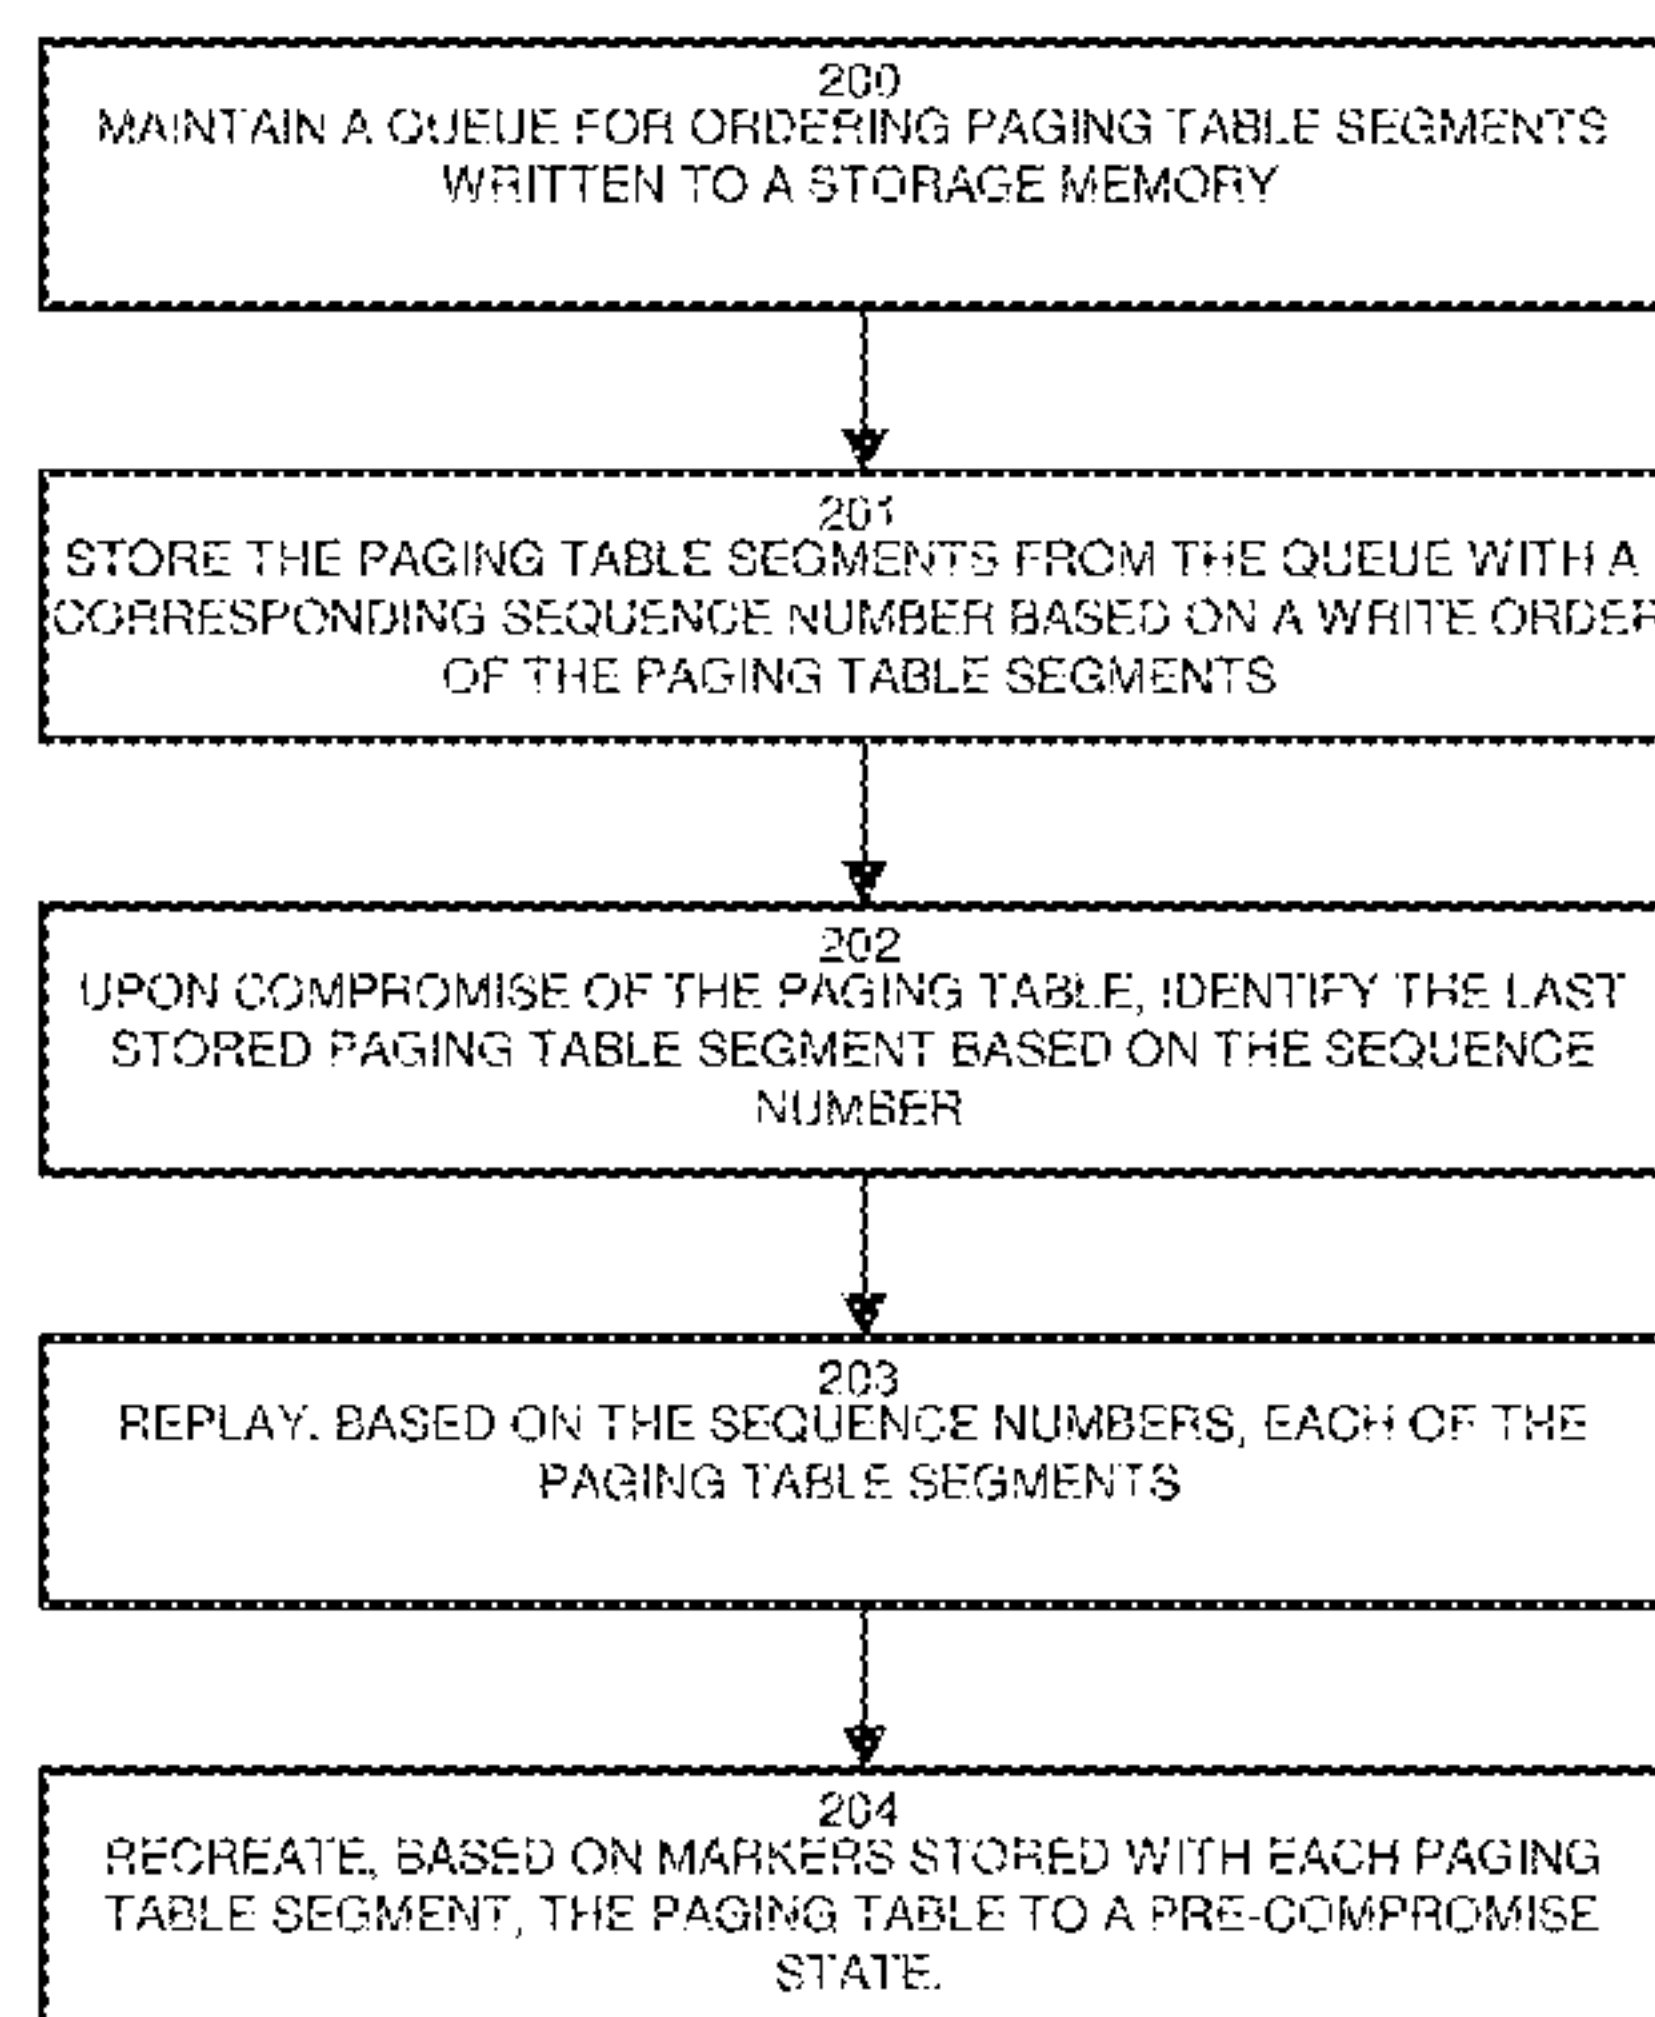 200
MAINTAIN A QUEUE FOR ORDERING PAGING TABLE SEGMENTS
WRITTEN TO A STORAGE MEMORY
201
STORE THE PAGING TABLE SEGMENTS FROM THE QUEUE WITH A
CORRESPONDING SEQUENCE NUMBER BASED ON A WRITE ORDER
OF THE PAGING TABLE SEGMENTS
202
UPON COMPROMISE OF THE PAGING TABLE, IDENTIFY THE LAST
STORED PAGING TABLE SEGMENT BASED ON THE SEQUENCE
NUMBER
203
REPLAY, BASED ON THE SEQUENCE NUMBERS, EACH OF THE
PAGING TABLE SEGMENTS
204
RECREATE, BASED ON MARKERS STORED WITH EACH PAGING
TABLE SEGMENT, THE PAGING TABLE TO A PRE-COMPROMISE
STATE.